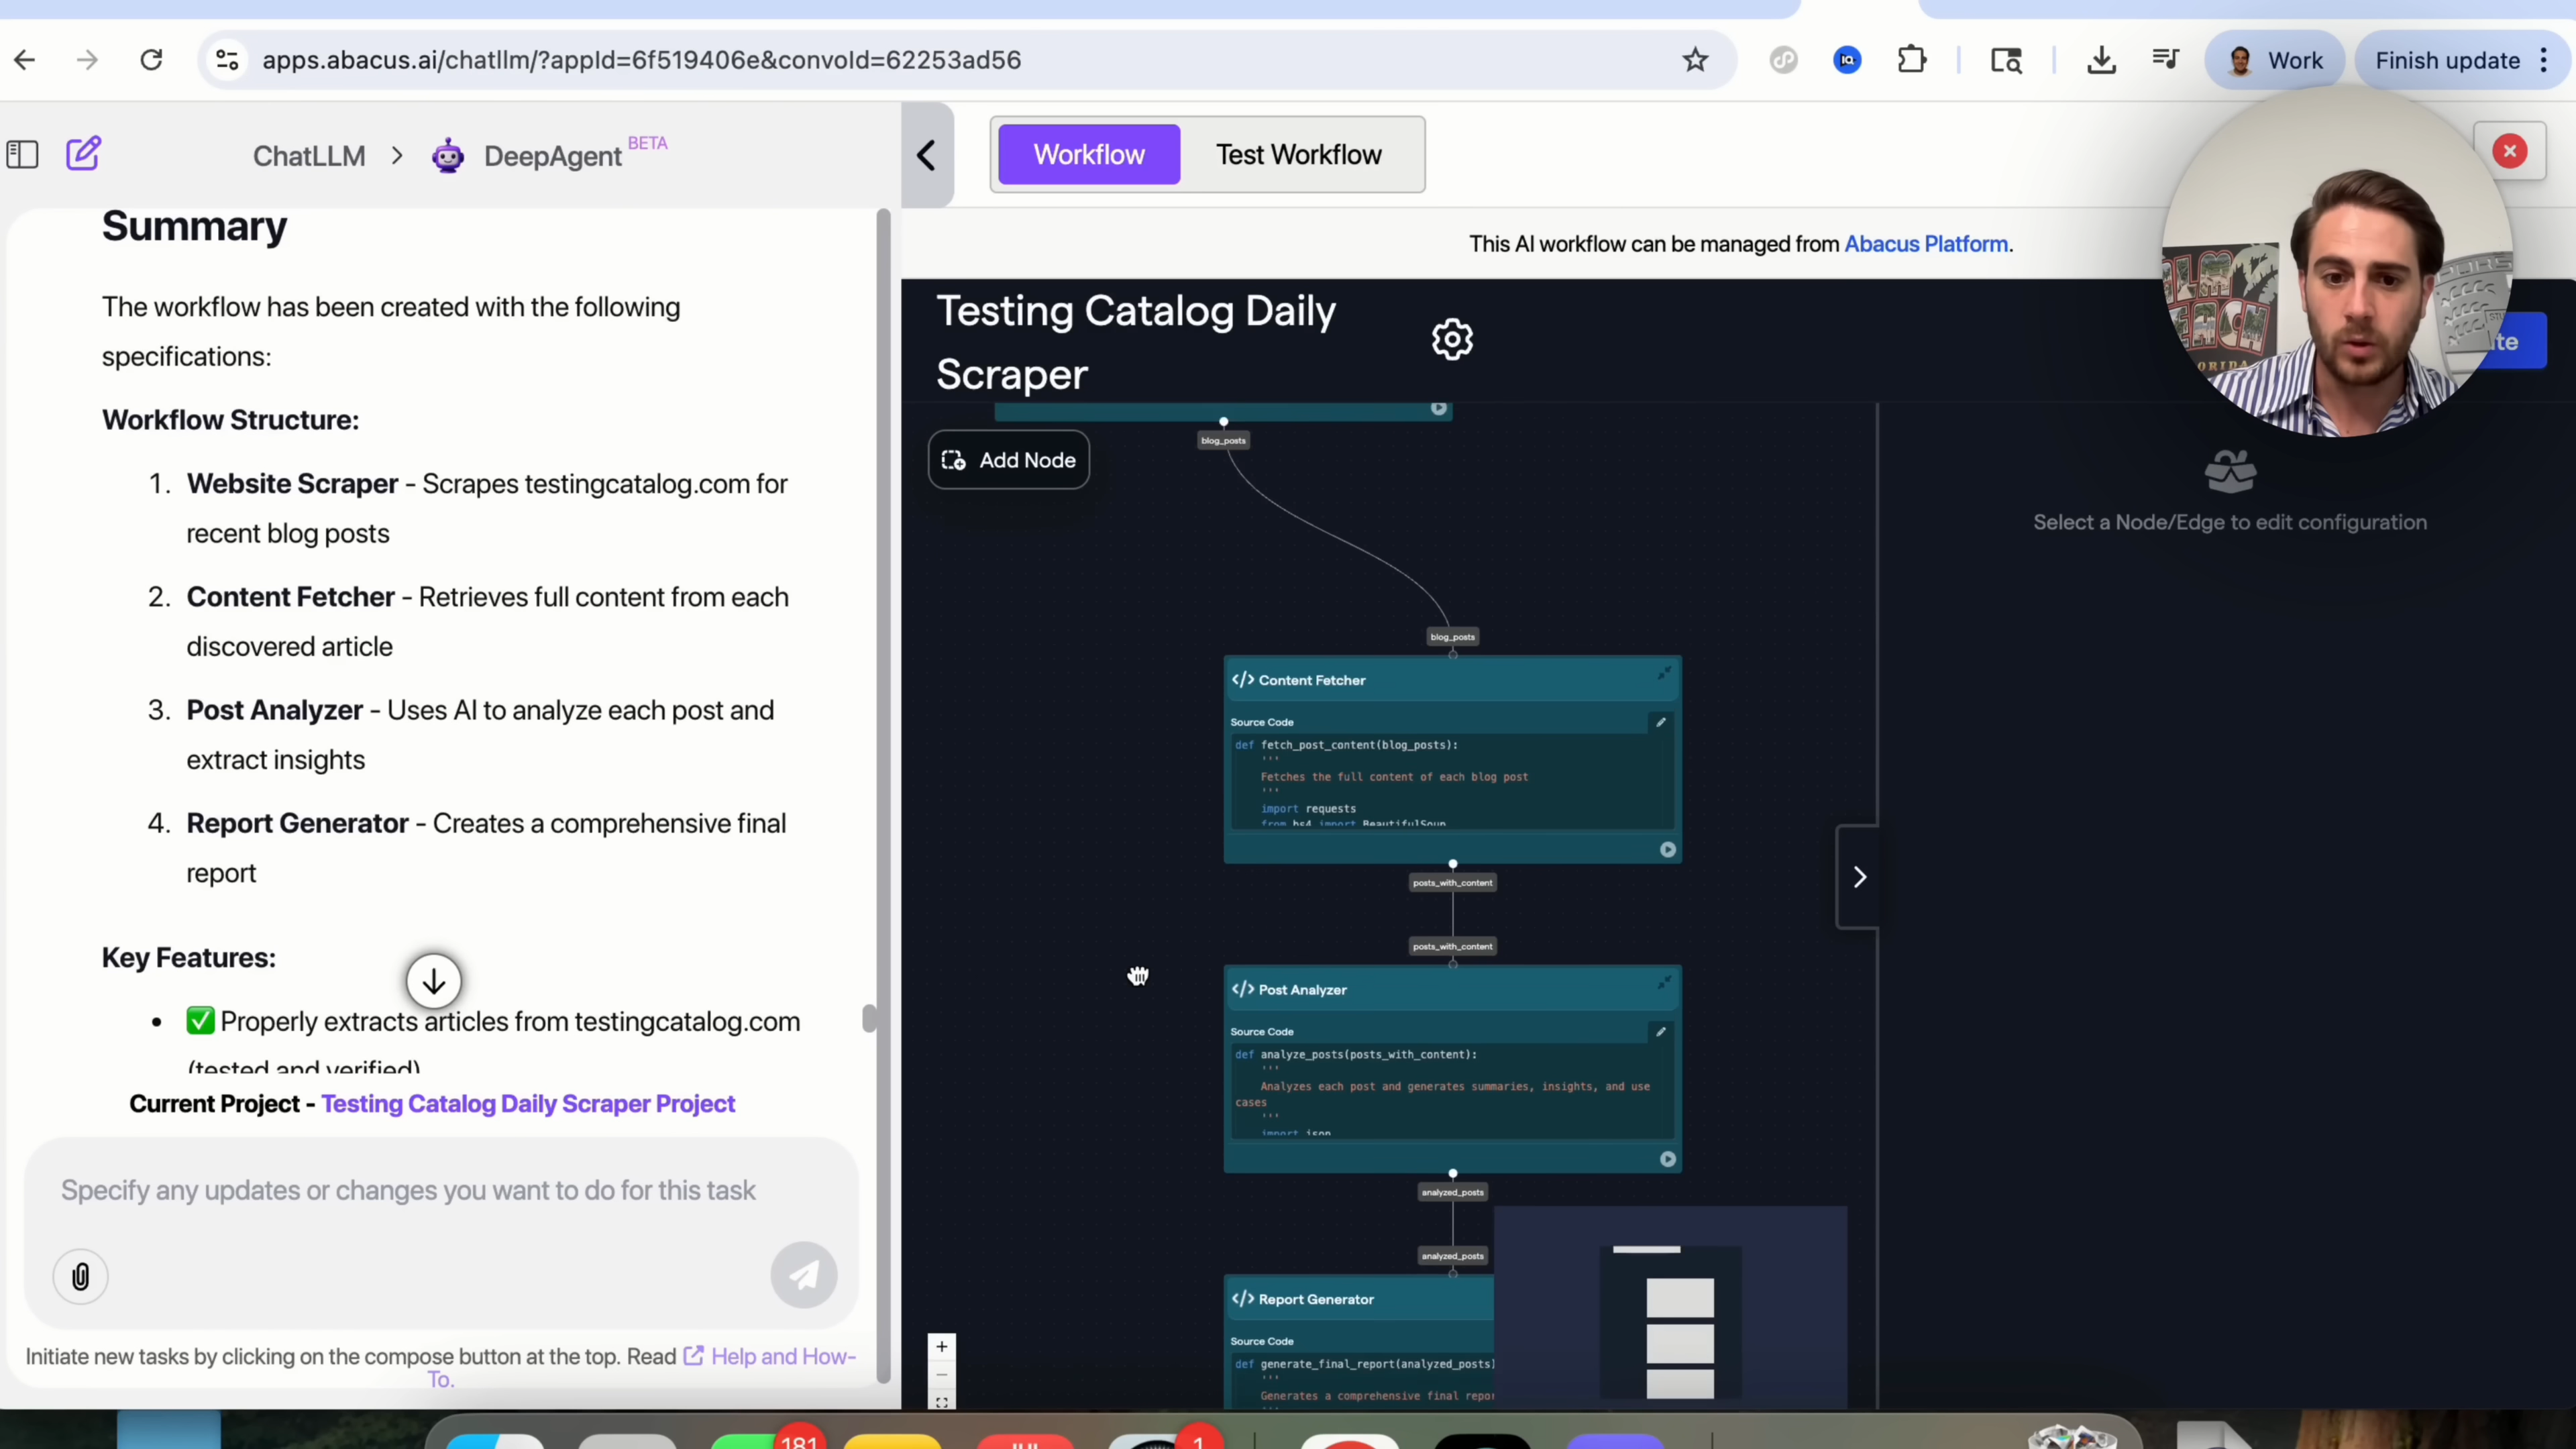 apps.abacus.ai/chatllm/?appId=6f519406e&convoId=62253ad56
Work
Finish update
ChatLLM > DeepAgent BETA
Summary
The workflow has been created with the following
specifications:
Workflow Structure:
1. Website Scraper - Scrapes testingcatalog.com for
recent blog posts
2. Content Fetcher - Retrieves full content from each
discovered article
3. Post Analyzer - Uses AI to analyze each post and
extract insights
4. Report Generator - Creates a comprehensive final
report
Key Features:
• ✅ Properly extracts articles from testingcatalog.com
(tested and verified)
Current Project - Testing Catalog Daily Scraper Project
Specify any updates or changes you want to do for this task
Initiate new tasks by clicking on the compose button at the top. Read Help and How-
To.
Workflow
Test Workflow
This AI workflow can be managed from Abacus Platform.
Testing Catalog Daily
Scraper
Add Node
blog_posts
blog_posts
</> Content Fetcher
Source Code
def fetch_post_content(blog_posts):
'''
Fetches the full content of each blog post
'''
import requests
from bs4 import BeautifulSoup
posts_with_content
posts_with_content
</> Post Analyzer
Source Code
def analyze_posts(posts_with_content):
'''
Analyzes each post and generates summaries, insights, and use
cases
'''
import json
analyzed_posts
analyzed_posts
</> Report Generator
Source Code
def generate_final_report(analyzed_posts)
'''
Generates a comprehensive final repor
Select a Node/Edge to edit configuration
181
1